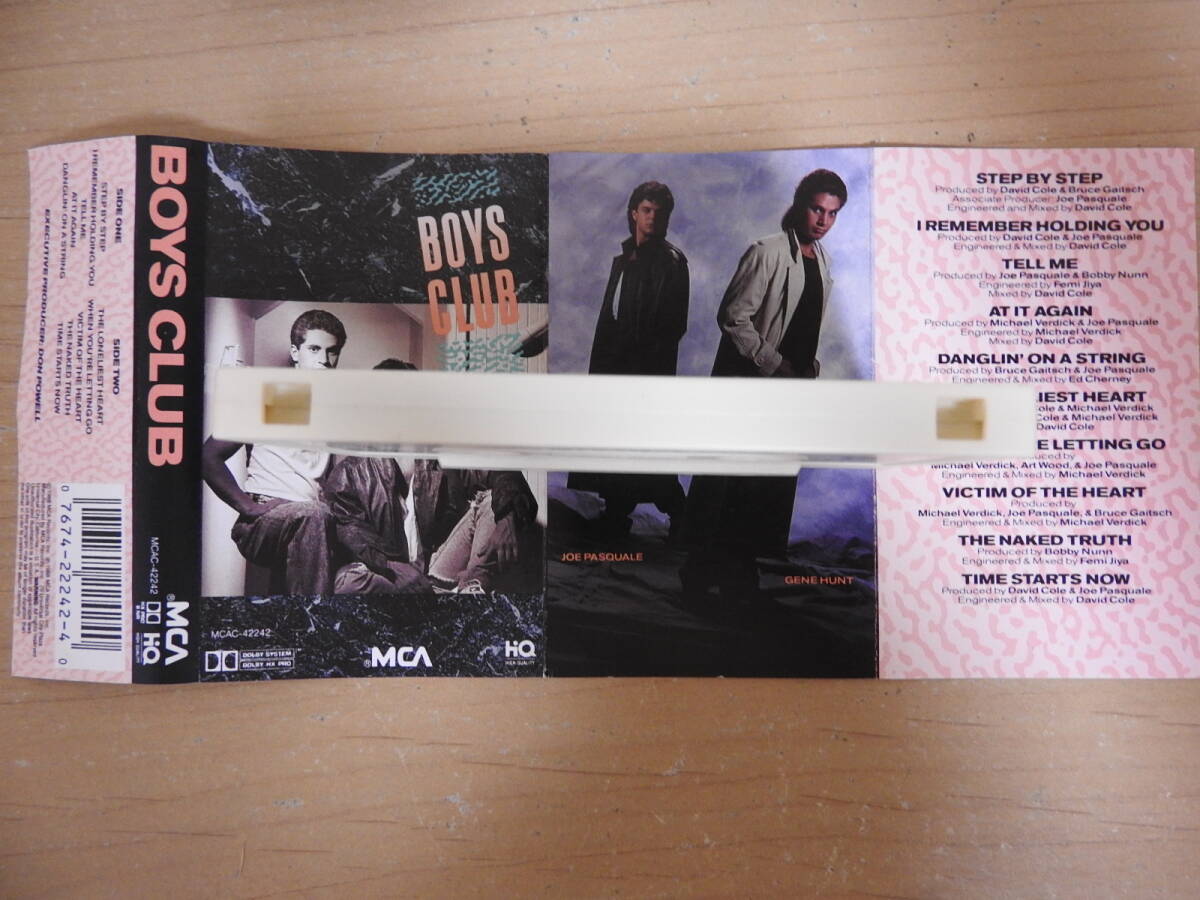 SIDE ONE
STEP BY STEP
I REMEMBER HOLDING YOU
TELL ME
AT IT AGAIN
DANGLIN' ON A STRING
SIDE TWO
THE LONELIEST HEART
WHEN YOU'RE LETTING GO
VICTIM OF THE HEART
THE NAKED TRUTH
TIME STARTS NOW
EXECUTIVE PRODUCER: DON POWELL
0 7674-22242-4 0
BOYS CLUB
MCAC-42242
MCA
HQ
BOYS
CLUB
MCAC-42242
DOLBY SYSTEM
DOLBY HX PRO
MCA
HQ
HIGH QUALITY
JOE PASQUALE
GENE HUNT
STEP BY STEP
Produced by David Cole & Bruce Gaitsch
Associate Producer: Joe Pasquale
Engineered and Mixed by David Cole
I REMEMBER HOLDING YOU
Produced by David Cole & Joe Pasquale
Engineered & Mixed by David Cole
TELL ME
Produced by Joe Pasquale & Bobby Nunn
Engineered by Femi Jiya
Mixed by David Cole
AT IT AGAIN
Produced by Michael Verdick & Joe Pasquale
Engineered by Michael Verdick
Mixed by David Cole
DANGLIN' ON A STRING
Produced by Bruce Gaitsch & Joe Pasquale
Engineered & Mixed by Ed Cherney
HEART
& Michael Verdick
Cole & Michael Verdick
David Cole
LETTING GO
by
Michael Verdick, Art Wood, & Joe Pasquale
Engineered & Mixed by Michael Verdick
VICTIM OF THE HEART
Produced by
Michael Verdick, Joe Pasquale, & Bruce Gaitsch
Engineered & Mixed by Michael Verdick
THE NAKED TRUTH
Produced by Bobby Nunn
Engineered & Mixed by Femi Jiya
TIME STARTS NOW
Produced by David Cole & Joe Pasquale
Engineered & Mixed by David Cole